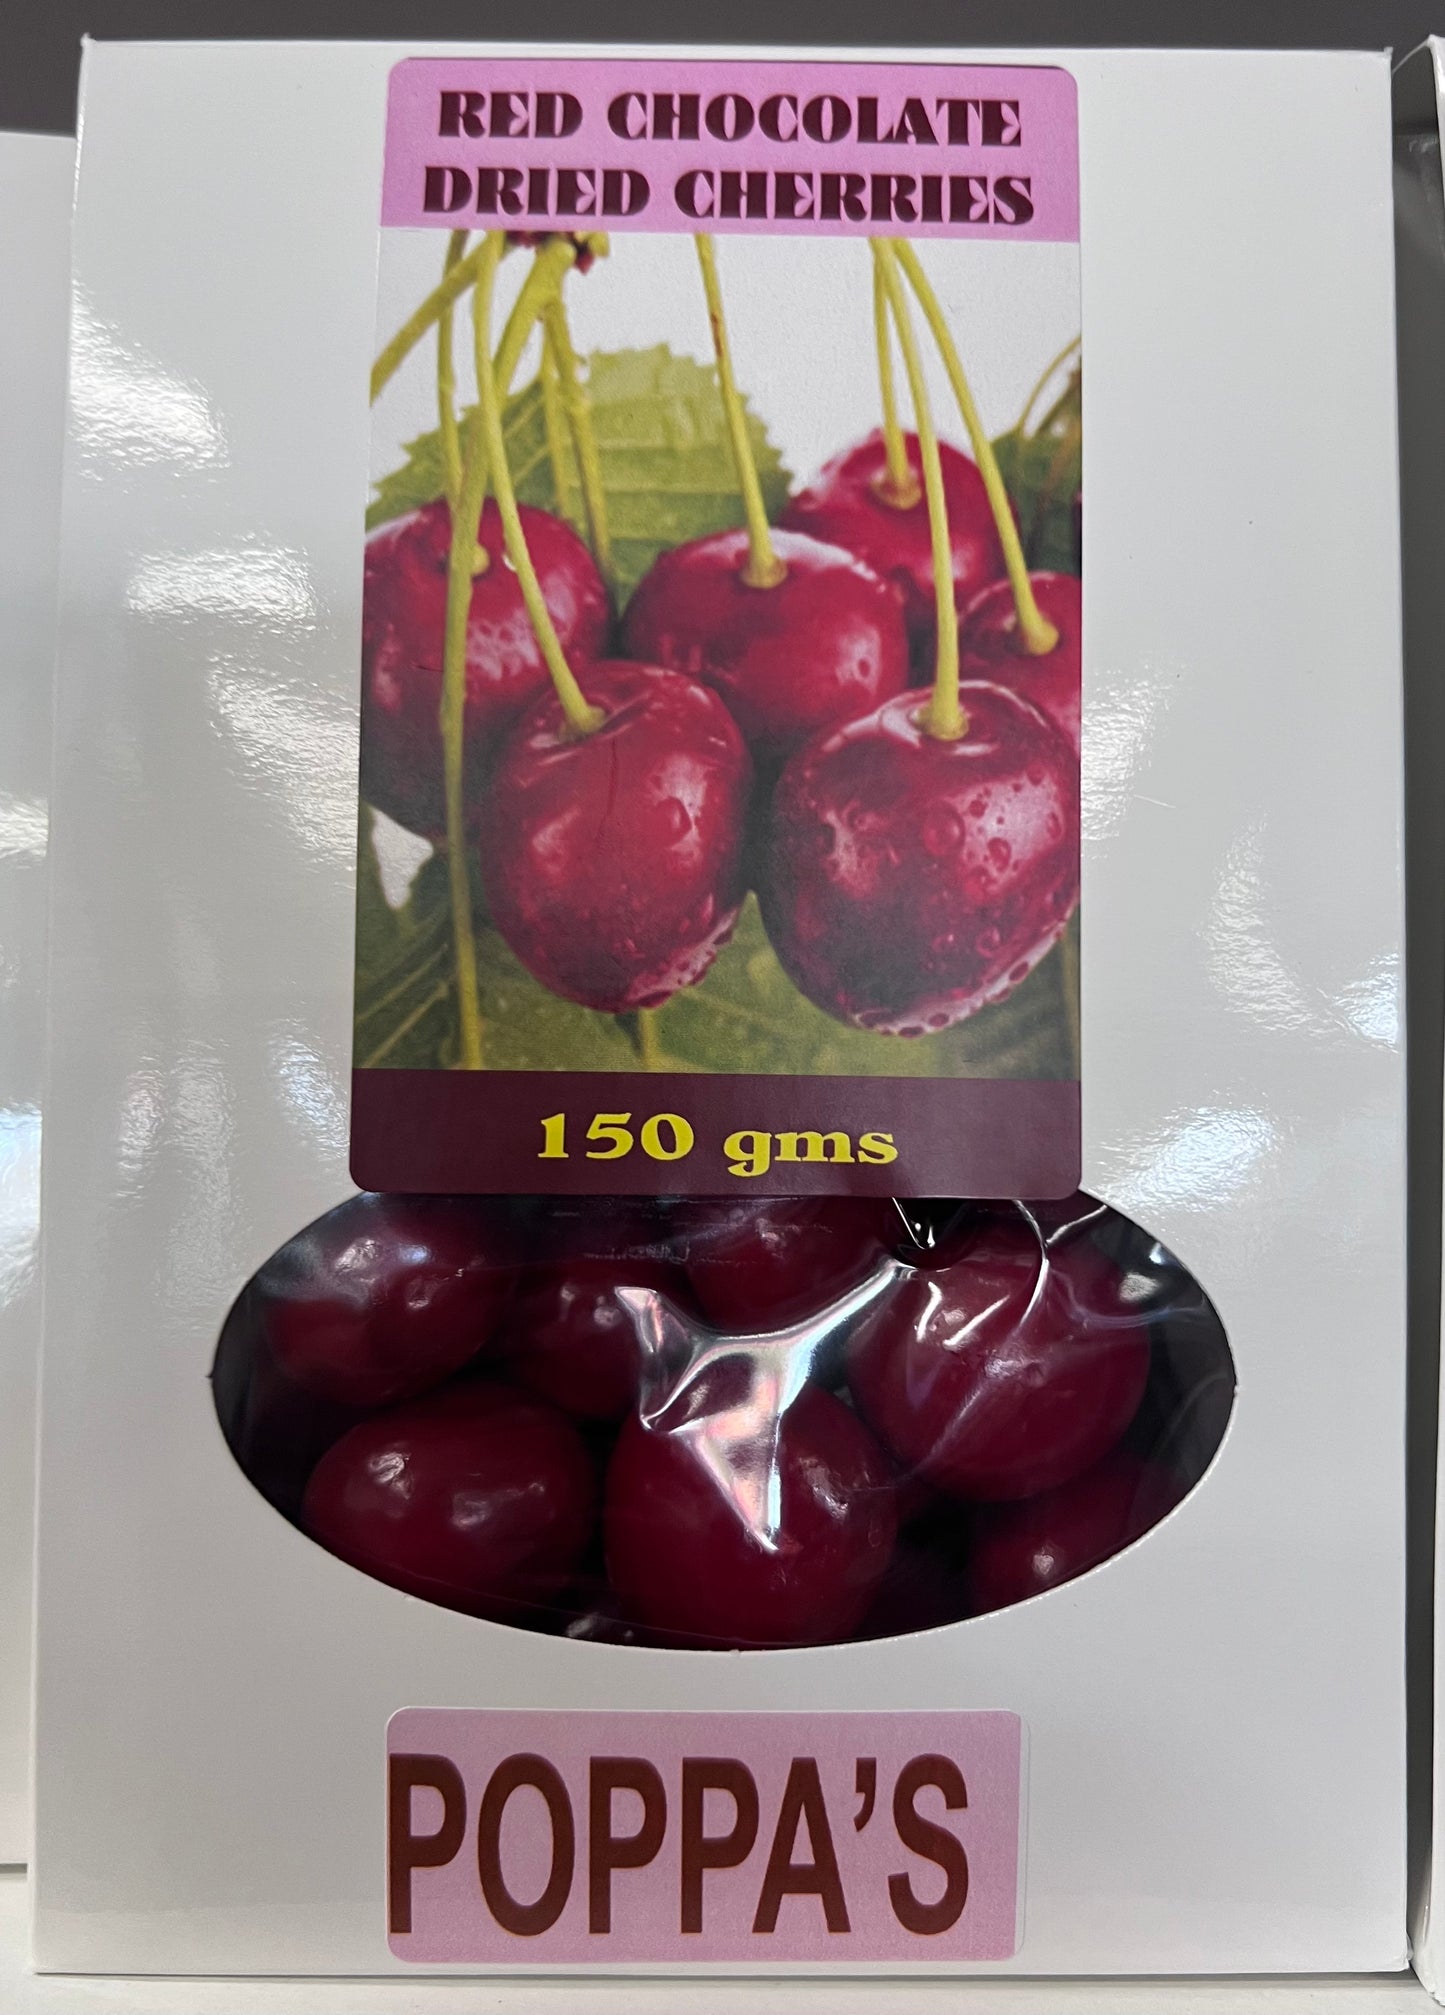 RED CHOCOLATE
DRIED CHERRIES
150 gms
POPPA'S